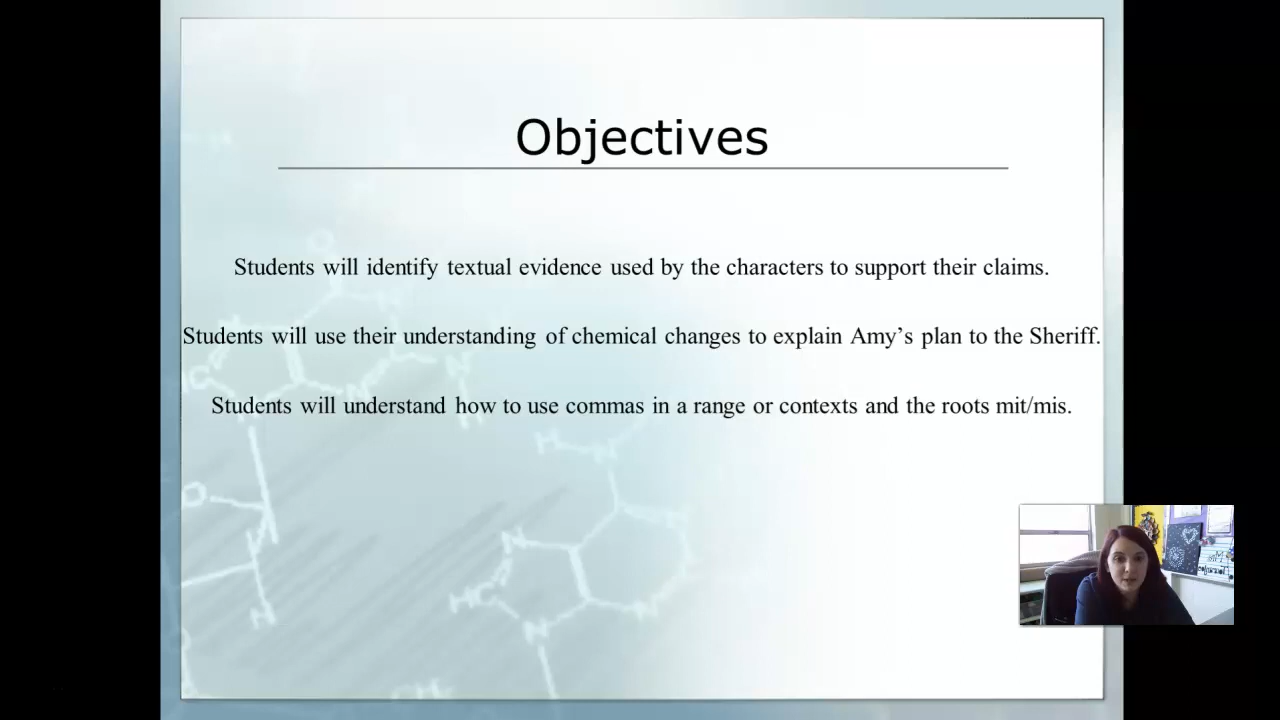 Objectives
Students will identify textual evidence used by the characters to support their claims.
Students will use their understanding of chemical changes to explain Amy’s plan to the Sheriff.
Students will understand how to use commas in a range or contexts and the roots mit/mis.